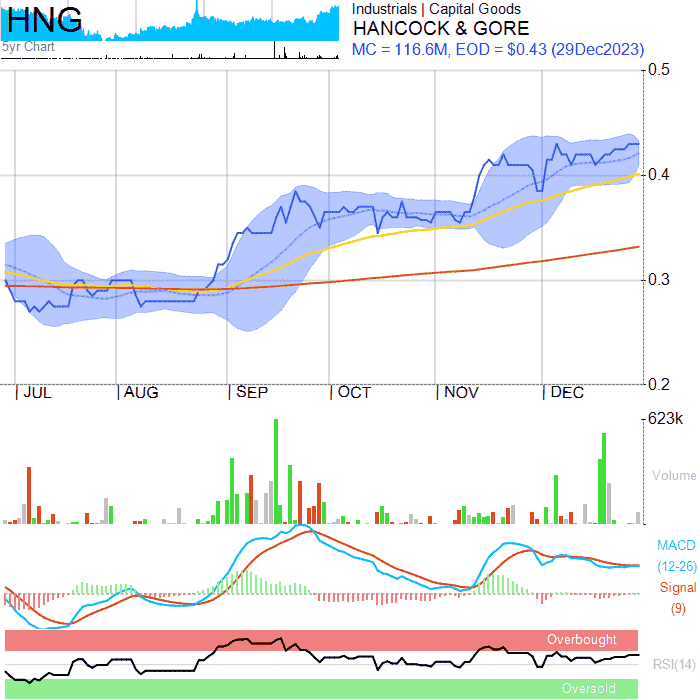 HNG
5yr Chart
Industrials | Capital Goods
HANCOCK & GORE
MC = 116.6M, EOD = $0.43 (29Dec2023)
0.5
0.4
0.3
0.2
JUL AUG SEP OCT NOV DEC
623k
Volume
MACD
(12-26)
Signal
(9)
Overbought
RSI(14)
Oversold